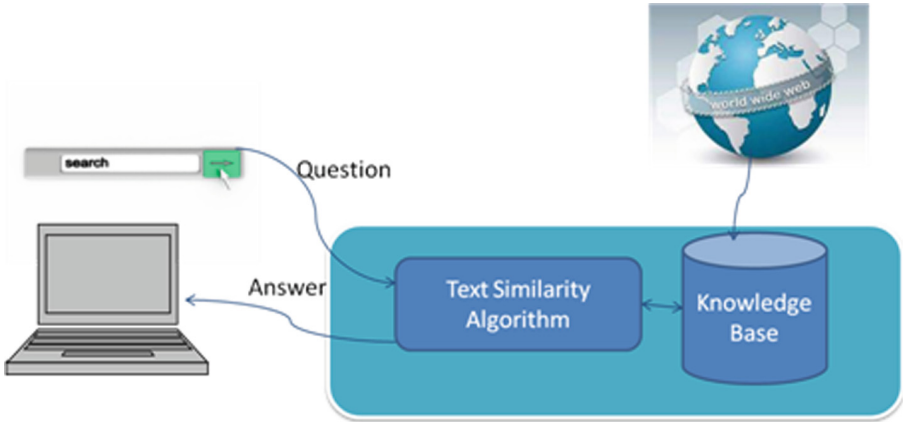 world wide web
search
Question
Answer
Text Similarity
Algorithm
Knowledge
Base